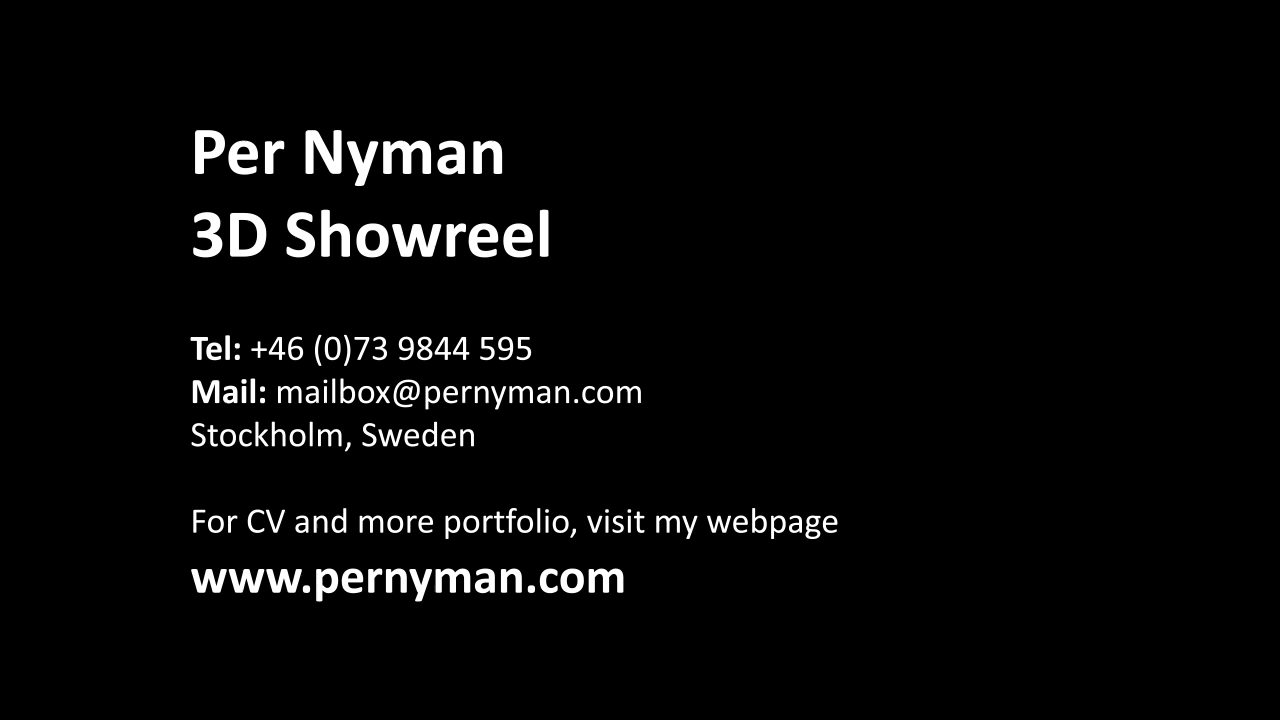 Per Nyman
3D Showreel
Tel: +46 (0)73 9844 595
Mail: mailbox@pernyman.com
Stockholm, Sweden
For CV and more portfolio, visit my webpage
www.pernyman.com